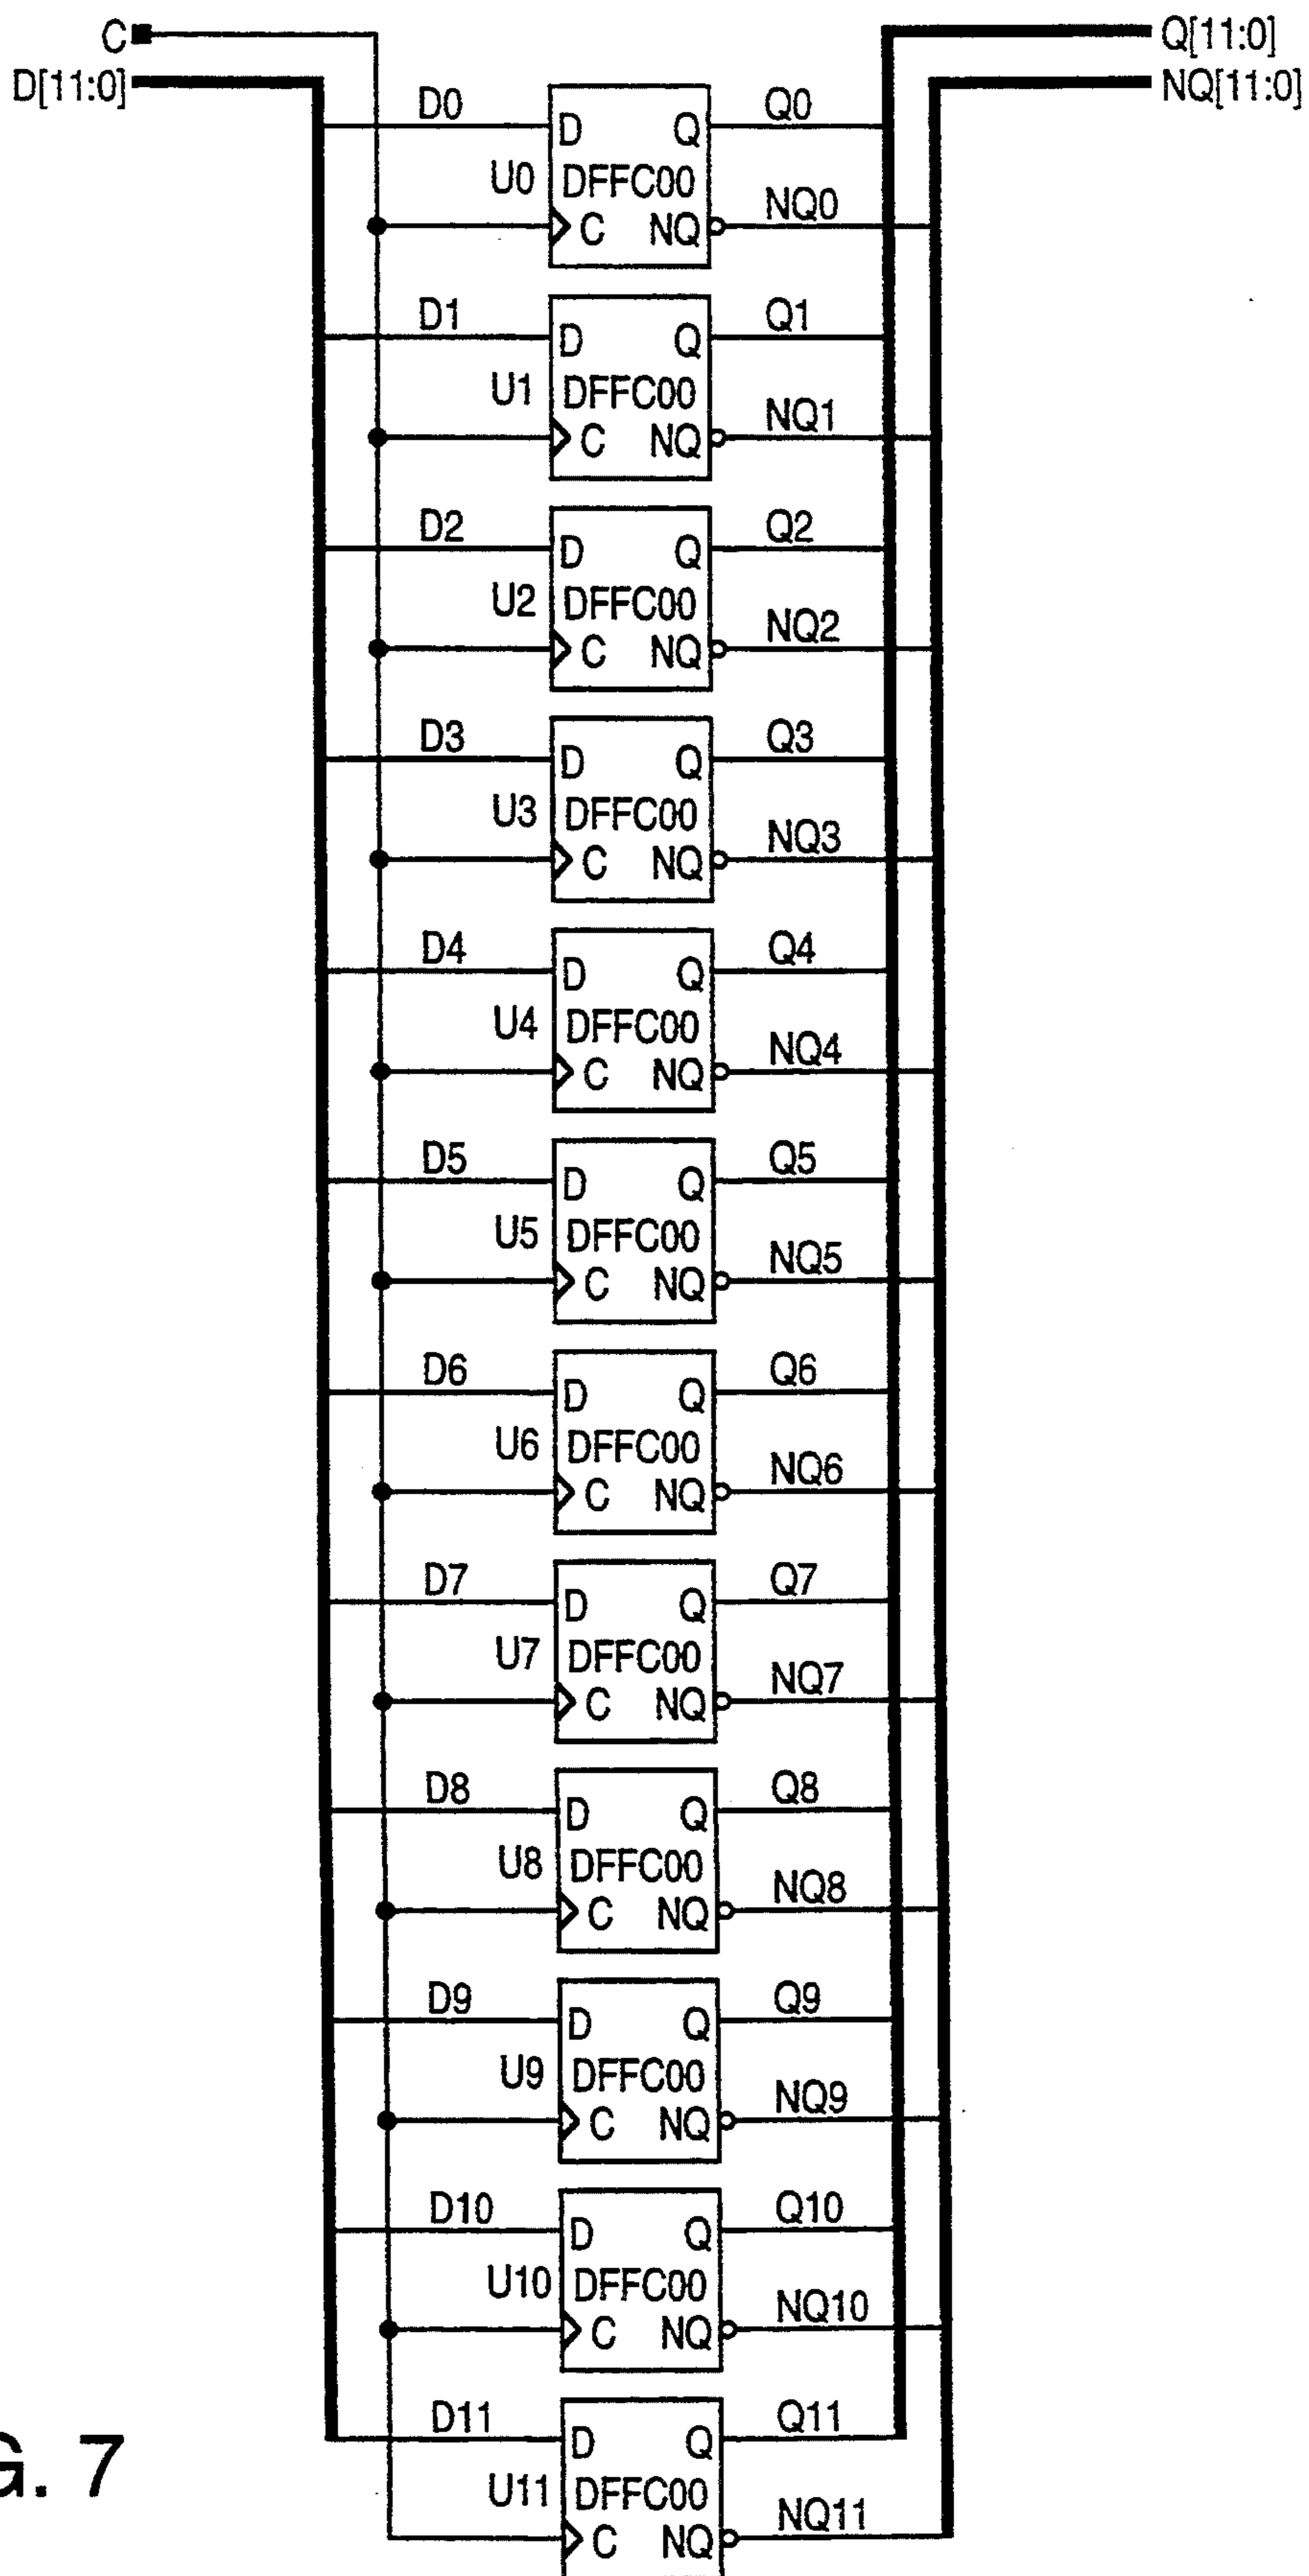 C Q[11:0]
D[11:0] NQ[11:0]
D0 D Q Q0
U0 DFFC00
C NQ NQ0
D1 D Q Q1
U1 DFFC00
C NQ NQ1
D2 D Q Q2
U2 DFFC00
C NQ NQ2
D3 D Q Q3
U3 DFFC00
C NQ NQ3
D4 D Q Q4
U4 DFFC00
C NQ NQ4
D5 D Q Q5
U5 DFFC00
C NQ NQ5
D6 D Q Q6
U6 DFFC00
C NQ NQ6
D7 D Q Q7
U7 DFFC00
C NQ NQ7
D8 D Q Q8
U8 DFFC00
C NQ NQ8
D9 D Q Q9
U9 DFFC00
C NQ NQ9
D10 D Q Q10
U10 DFFC00
C NQ NQ10
D11 D Q Q11
U11 DFFC00
C NQ NQ11
G. 7